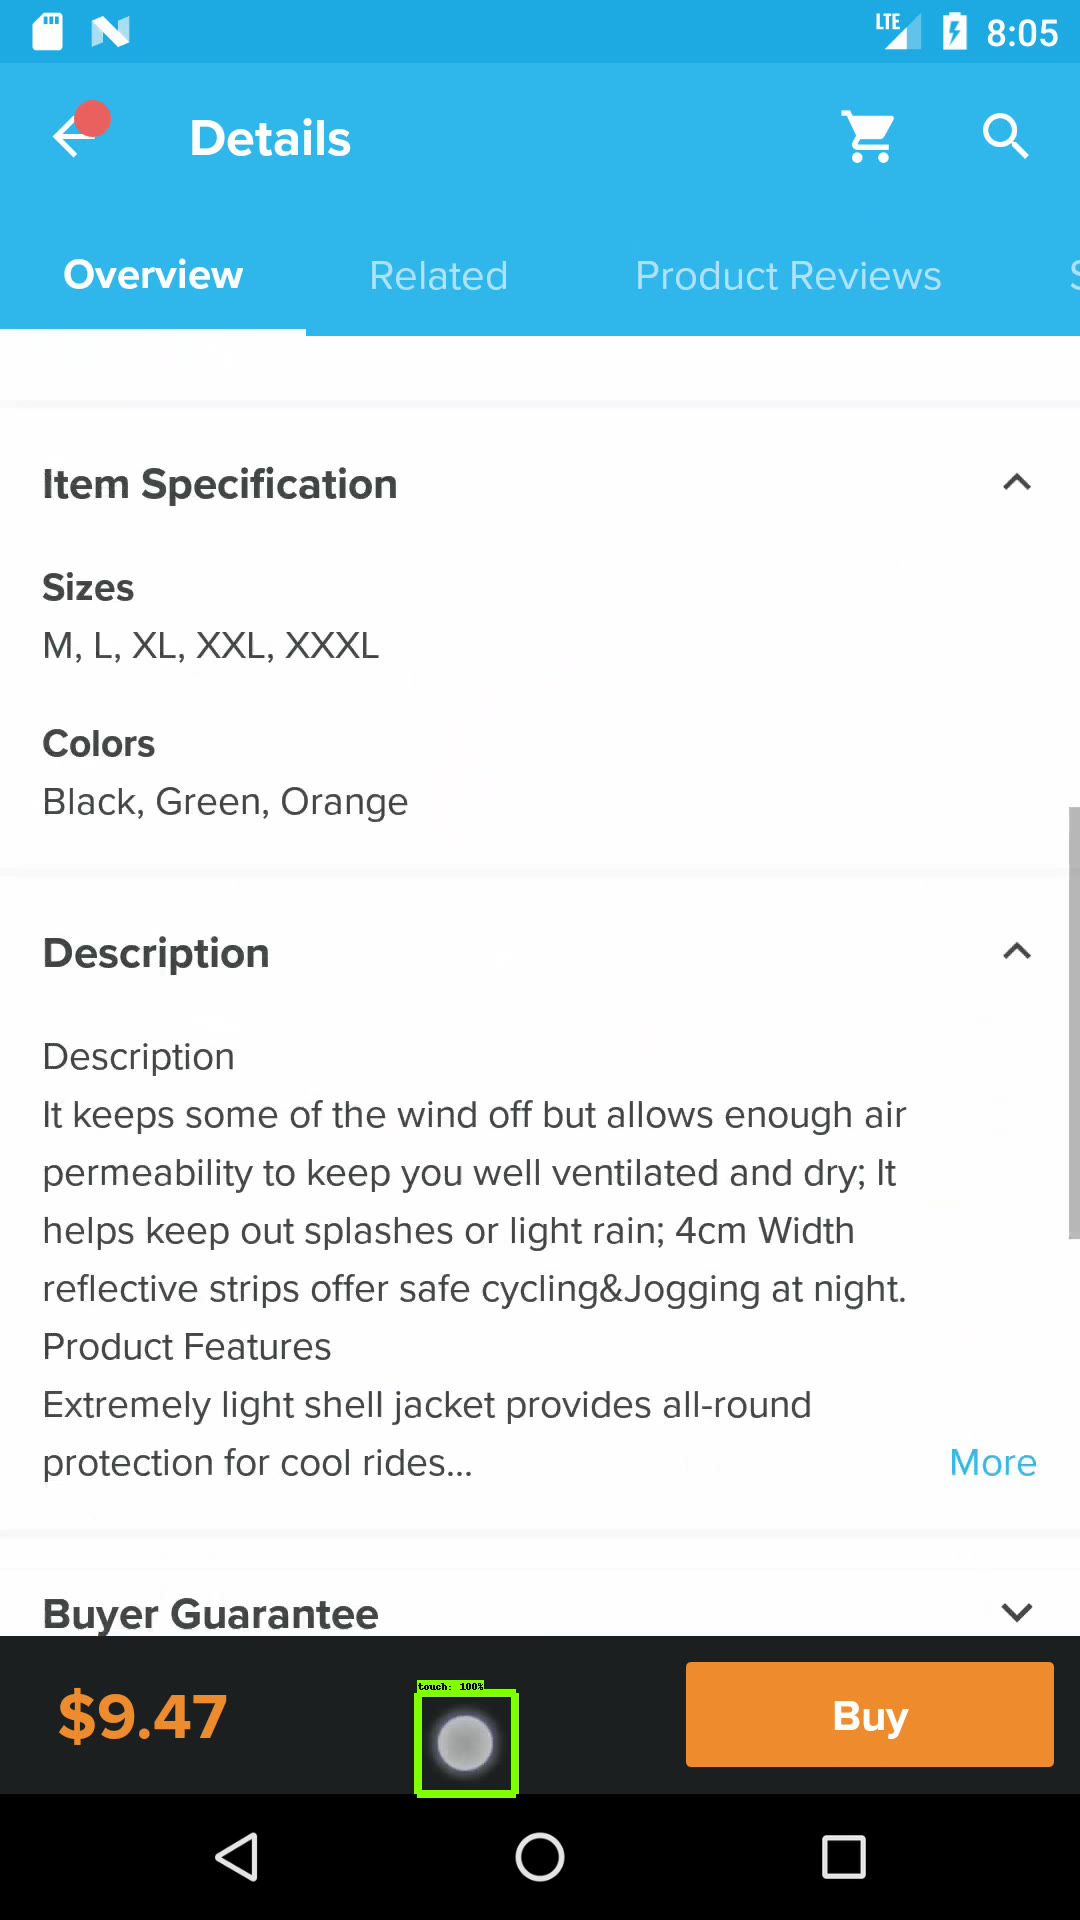 LTE 8:05
Details
Overview Related Product Reviews S
Item Specification
Sizes
M, L, XL, XXL, XXXL
Colors
Black, Green, Orange
Description
Description
It keeps some of the wind off but allows enough air
permeability to keep you well ventilated and dry; It
helps keep out splashes or light rain; 4cm Width
reflective strips offer safe cycling&Jogging at night.
Product Features
Extremely light shell jacket provides all-round
protection for cool rides...
More
Buyer Guarantee
touch: 100%
$9.47
Buy